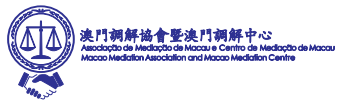 澳門調解協會暨澳門調解中心
Associação de Mediação de Macau e Centro de Mediação de Macau
Macao Mediation Association and Macao Mediation Centre